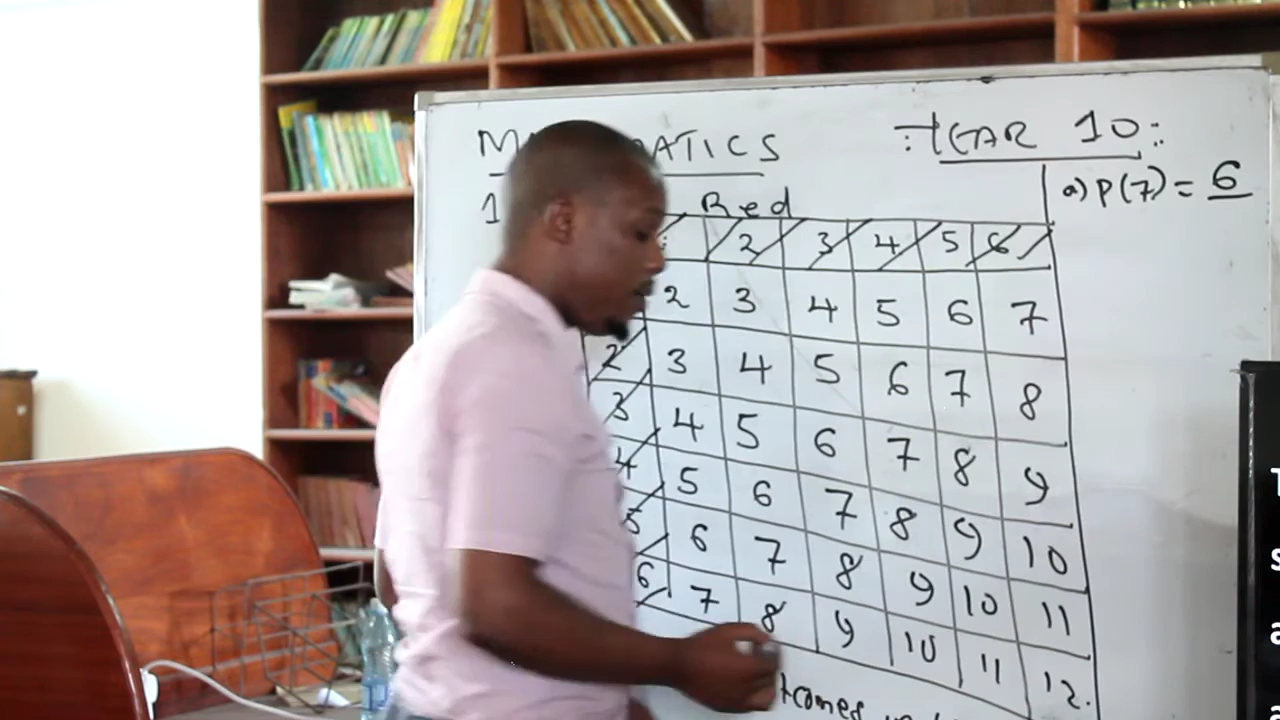 YEAR 10
1 Red
a) P(7) = 6
2 3 4 5 6
2 3 4 5 6 7
2 3 4 5 6 7 8
3 4 5 6 7 8 9
4 5 6 7 8 9 10
5 6 7 8 9 10 11
6 7 8 9 10 11 12